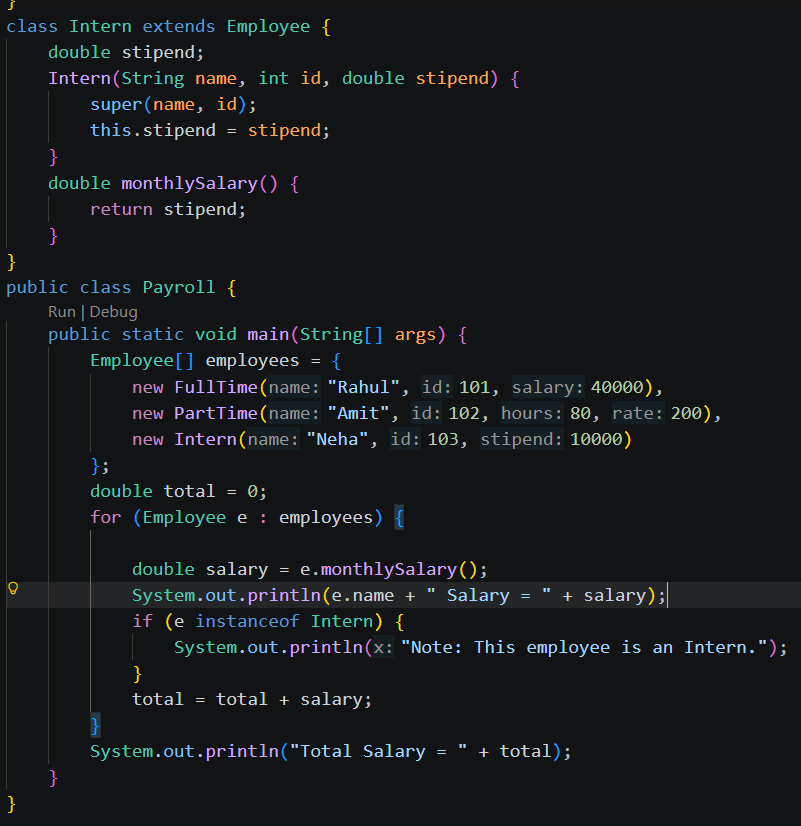 }
class Intern extends Employee {
    double stipend;
    Intern(String name, int id, double stipend) {
        super(name, id);
        this.stipend = stipend;
    }
    double monthlySalary() {
        return stipend;
    }
}
public class Payroll {
    Run | Debug
    public static void main(String[] args) {
        Employee[] employees = {
            new FullTime(name: "Rahul", id: 101, salary: 40000),
            new PartTime(name: "Amit", id: 102, hours: 80, rate: 200),
            new Intern(name: "Neha", id: 103, stipend: 10000)
        };
        double total = 0;
        for (Employee e : employees) {

            double salary = e.monthlySalary();
            System.out.println(e.name + " Salary = " + salary);
            if (e instanceof Intern) {
                System.out.println(x: "Note: This employee is an Intern.");
            }
            total = total + salary;
        }
        System.out.println("Total Salary = " + total);
    }
}